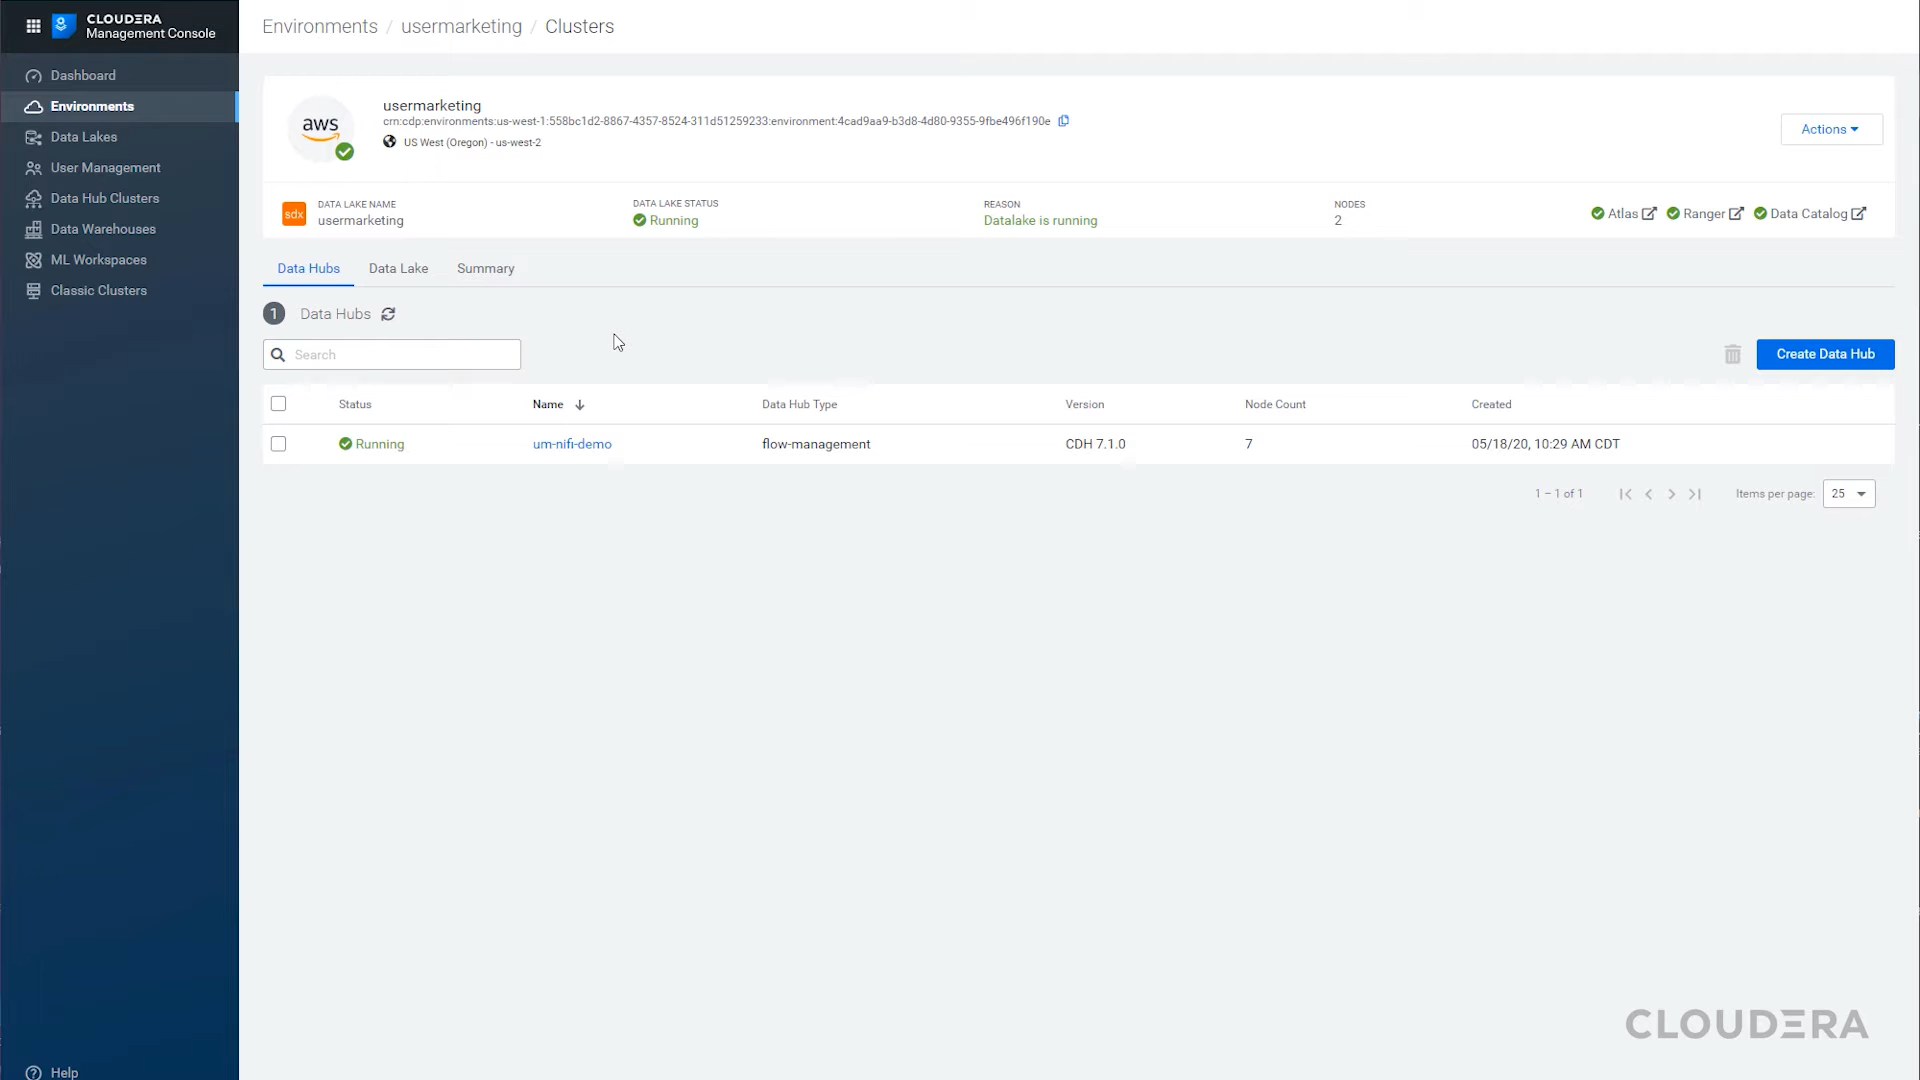 CLOUDERA
Management Console
Environments / usermarketing / Clusters
Dashboard
Environments
Data Lakes
User Management
Data Hub Clusters
Data Warehouses
ML Workspaces
Classic Clusters
Help
aws
usermarketing
crn:cdp:environments:us-west-1:558bc1d2-8867-4357-8524-311d51259233:environment:4cad9aa9-b3d8-4d80-9355-9fbe496f190e
US West (Oregon) - us-west-2
Actions
sdx
DATA LAKE NAME
usermarketing
DATA LAKE STATUS
Running
REASON
Datalake is running
NODES
2
Atlas
Ranger
Data Catalog
Data Hubs
Data Lake
Summary
1 Data Hubs
Search
Create Data Hub
Status Name Data Hub Type Version Node Count Created
Running um-nifi-demo flow-management CDH 7.1.0 7 05/18/20, 10:29 AM CDT
1 – 1 of 1
Items per page: 25
CLOUDERA